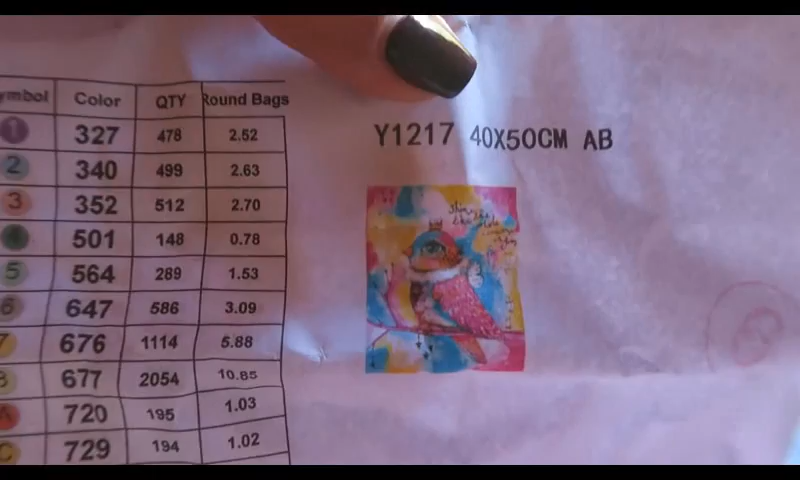 Color QTY Round Bags
1 327 478 2.52
2 340 499 2.63
3 352 512 2.70
4 501 148 0.78
5 564 289 1.53
6 647 586 3.09
7 676 1114 5.88
677 2054 10.85
720 195 1.03
C 729 194 1.02
Y1217 40X50CM AB